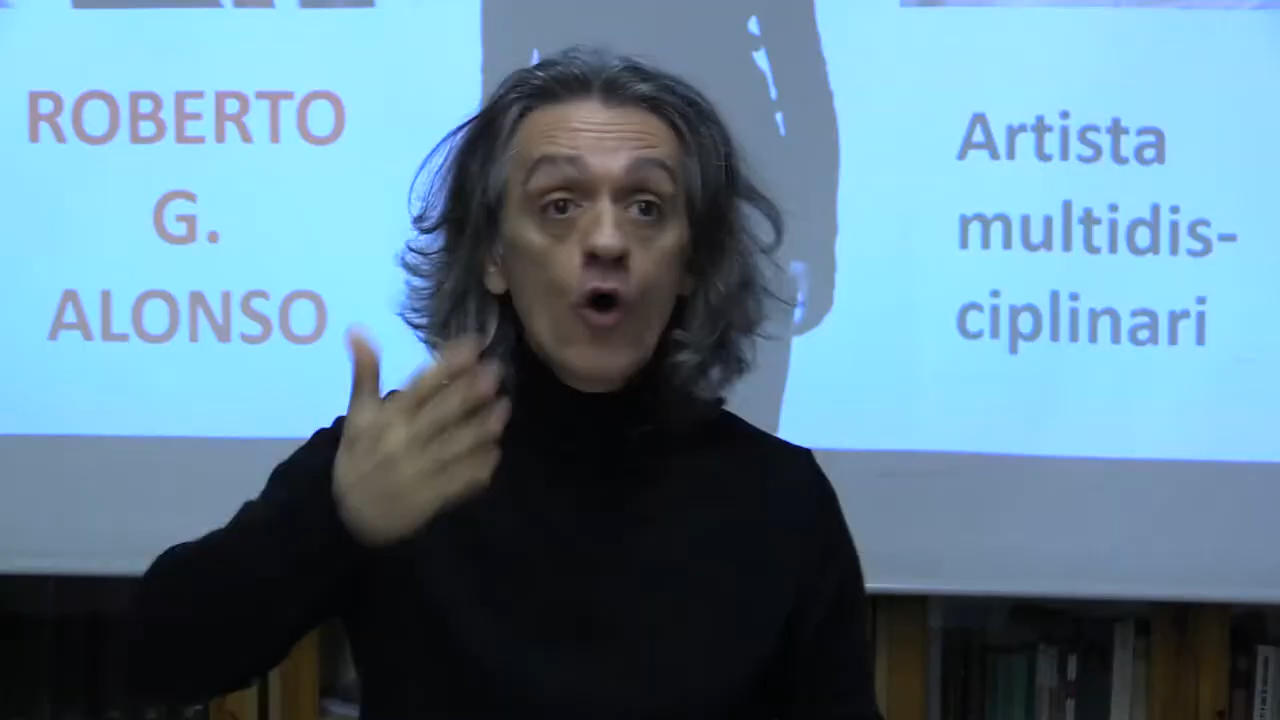 ROBERTO
G.
ALONSO
Artista
multidis-
ciplinari